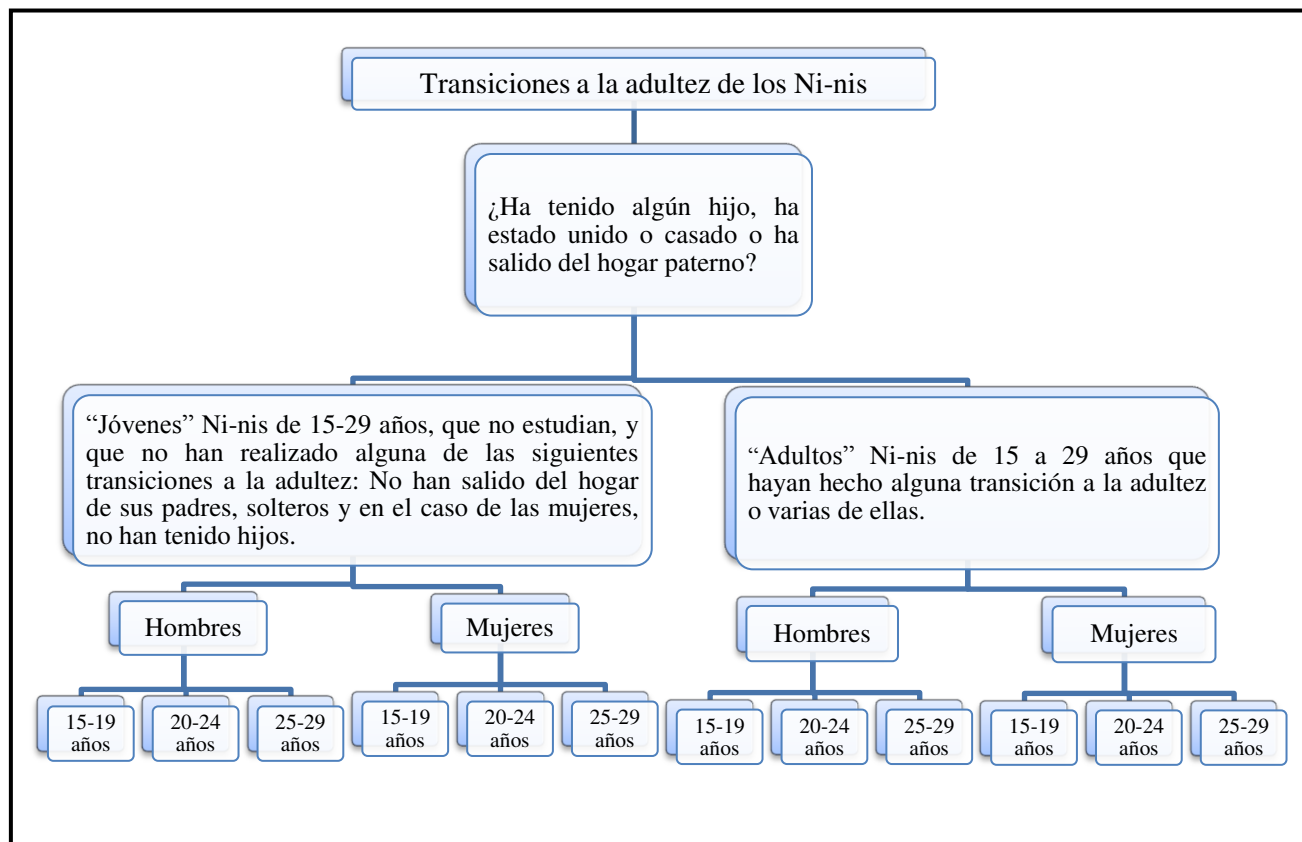 Transiciones a la adultez de los Ni-nis
¿Ha tenido algún hijo, ha
estado unido o casado o ha
salido del hogar paterno?
“Jóvenes” Ni-nis de 15-29 años, que no estudian, y
que no han realizado alguna de las siguientes
transiciones a la adultez: No han salido del hogar
de sus padres, solteros y en el caso de las mujeres,
no han tenido hijos.
“Adultos” Ni-nis de 15 a 29 años que
hayan hecho alguna transición a la adultez
o varias de ellas.
Hombres
Mujeres
Hombres
Mujeres
15-19
años
20-24
años
25-29
años
15-19
años
20-24
años
25-29
años
15-19
años
20-24
años
25-29
años
15-19
años
20-24
años
25-29
años